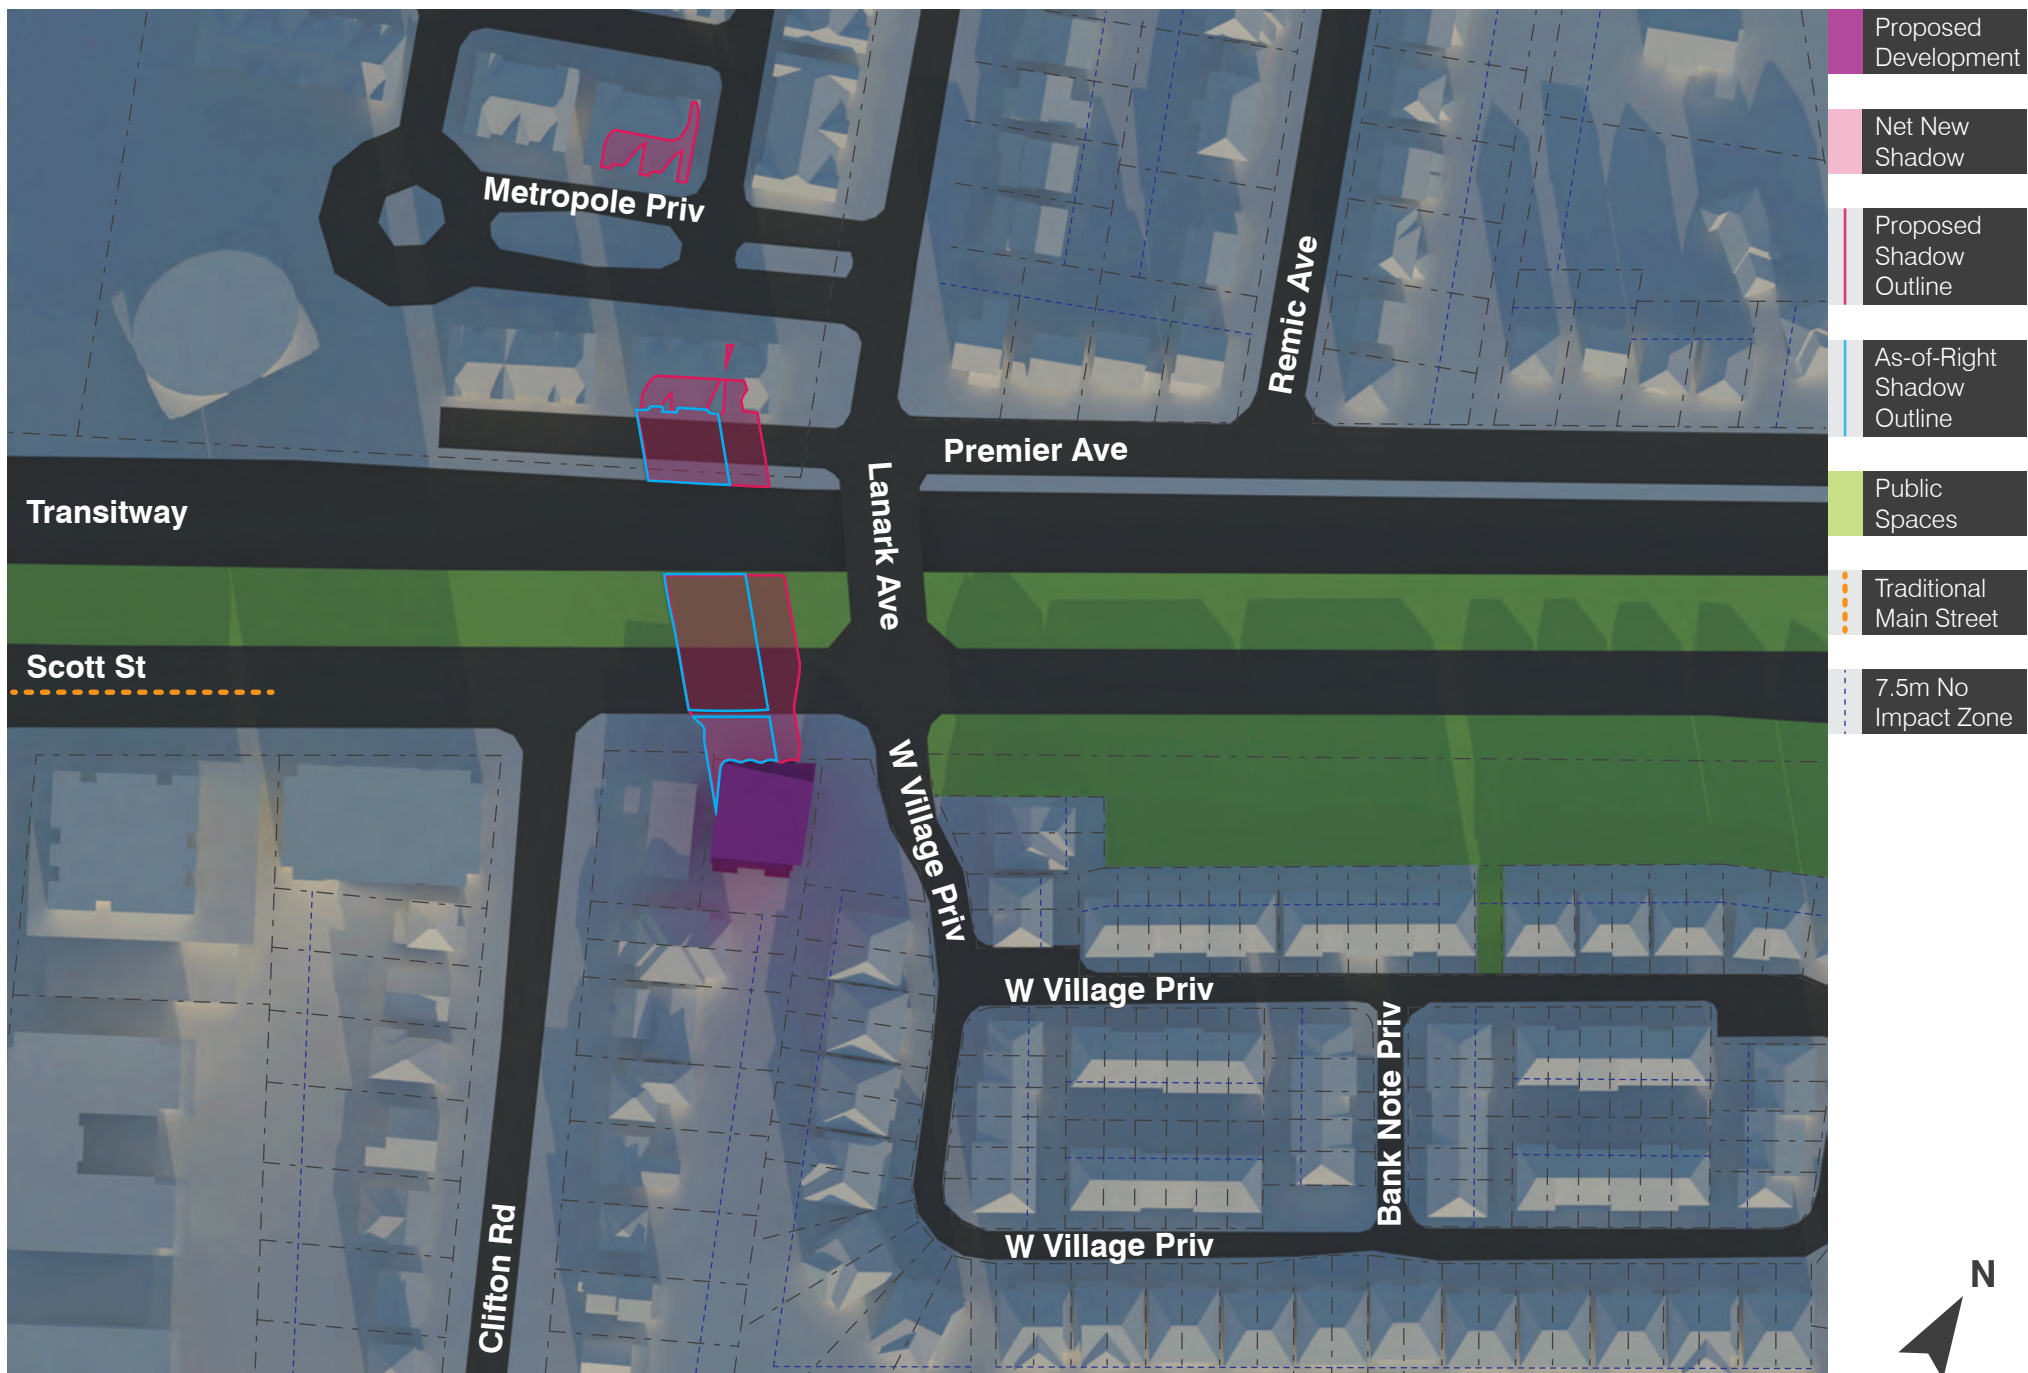 Metropole Priv
Remic Ave
Premier Ave
Lanark Ave
Transitway
Scott St
W Village Priv
W Village Priv
Bank Note Priv
W Village Priv
Clifton Rd
Proposed
Development
Net New
Shadow
Proposed
Shadow
Outline
As-of-Right
Shadow
Outline
Public
Spaces
Traditional
Main Street
7.5m No
Impact Zone
N